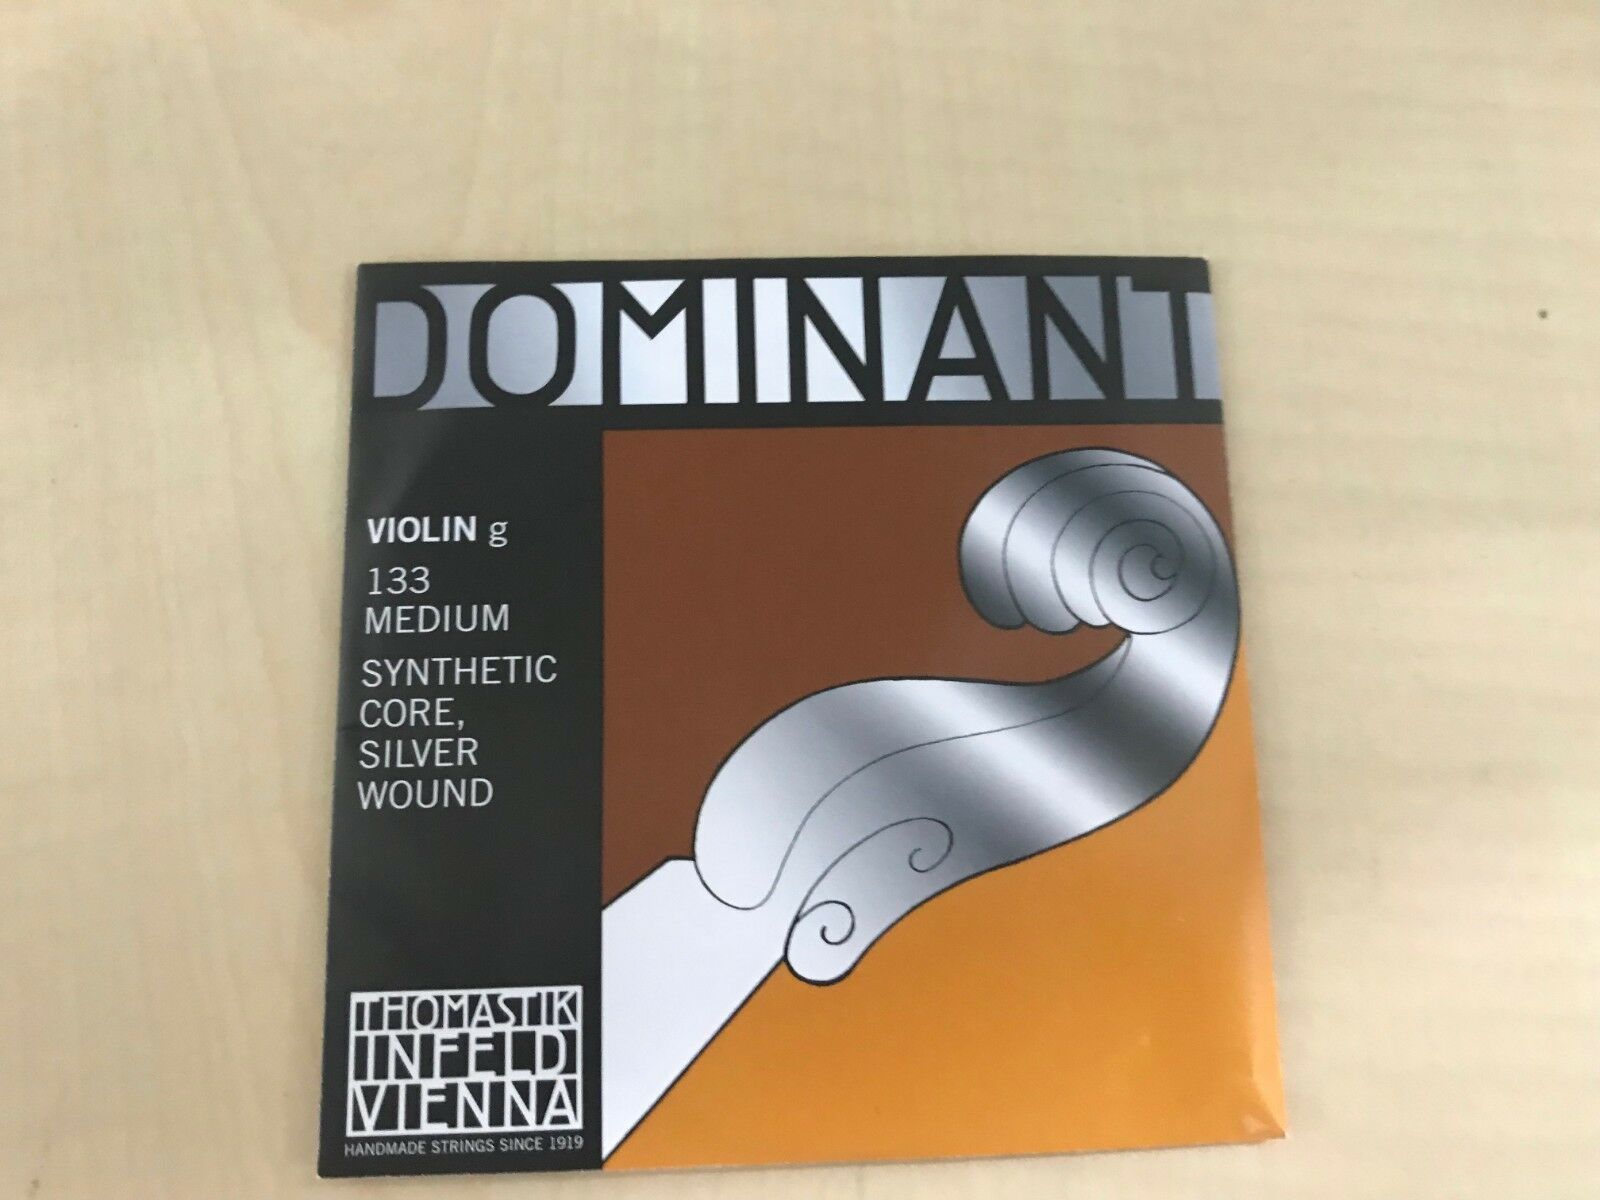 DOMINANT
VIOLIN g
133
MEDIUM
SYNTHETIC
CORE,
SILVER
WOUND
THOMASTIK
INFELD
VIENNA
HANDMADE STRINGS SINCE 1919